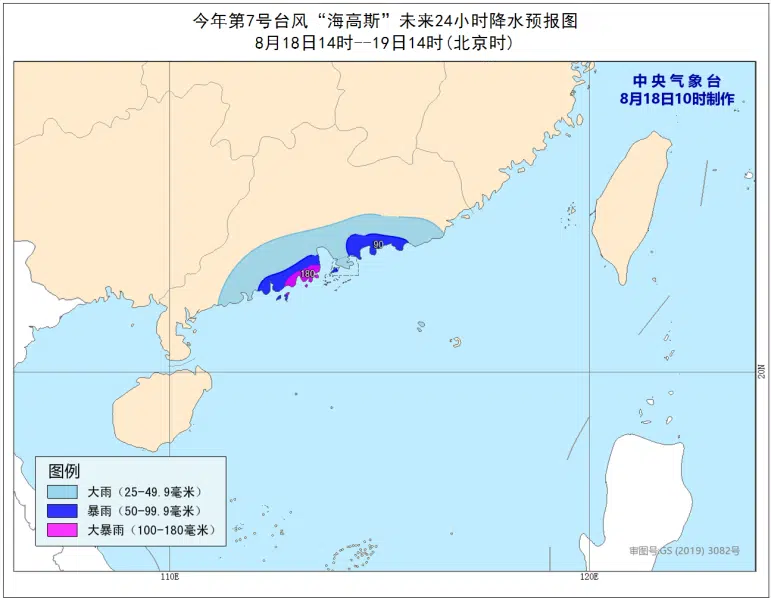 今年第7号台风“海高斯”未来24小时降水预报图
8月18日14时--19日14时(北京时)
中央气象台
8月18日10时制作
90
180
20N
图例
大雨（25-49.9毫米）
暴雨（50-99.9毫米）
大暴雨（100-180毫米）
审图号GS (2019) 3082号
110E
120E